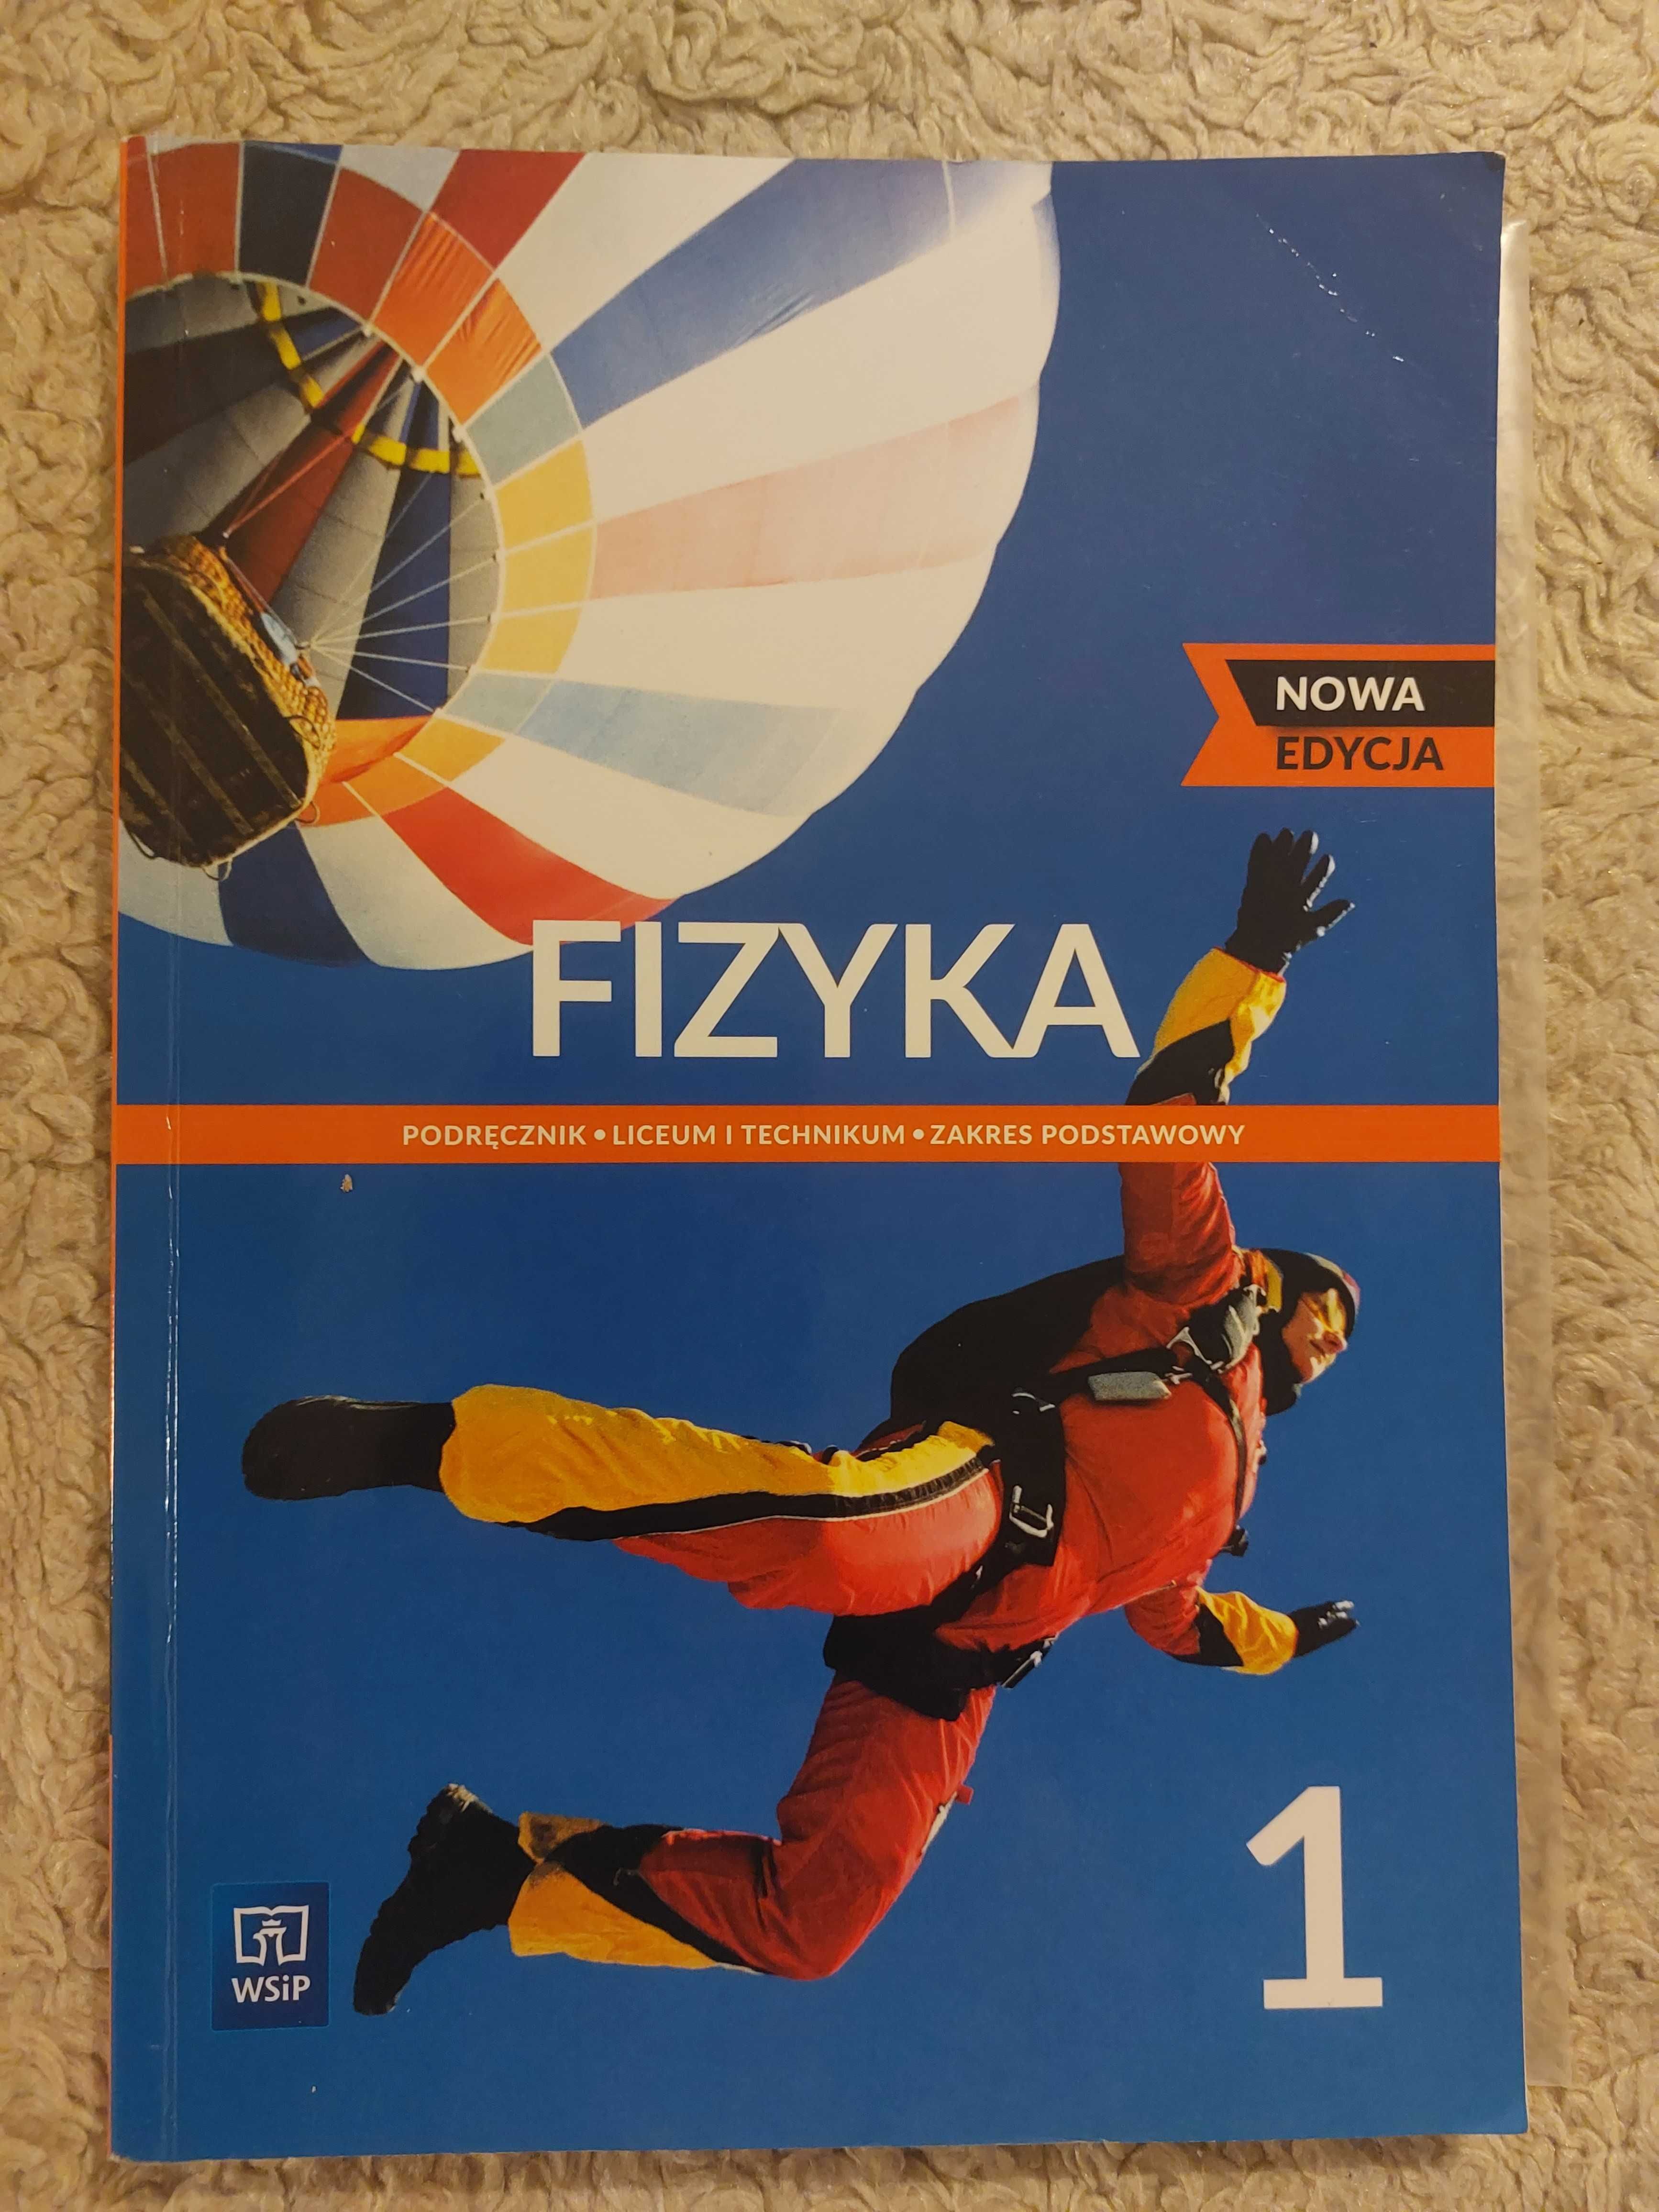 NOWA
EDYCJA
FIZYKA
PODRĘCZNIK • LICEUM I TECHNIKUM • ZAKRES PODSTAWOWY
1
WSiP